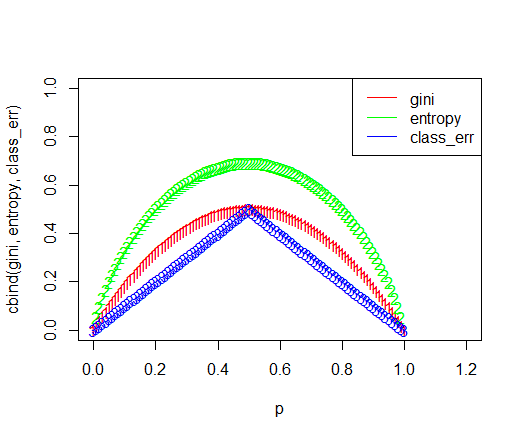 cbind(gini, entropy, class_err)
1.0
0.8
0.6
0.4
0.2
0.0
gini
entropy
class_err
0.0 0.2 0.4 0.6 0.8 1.0 1.2
p